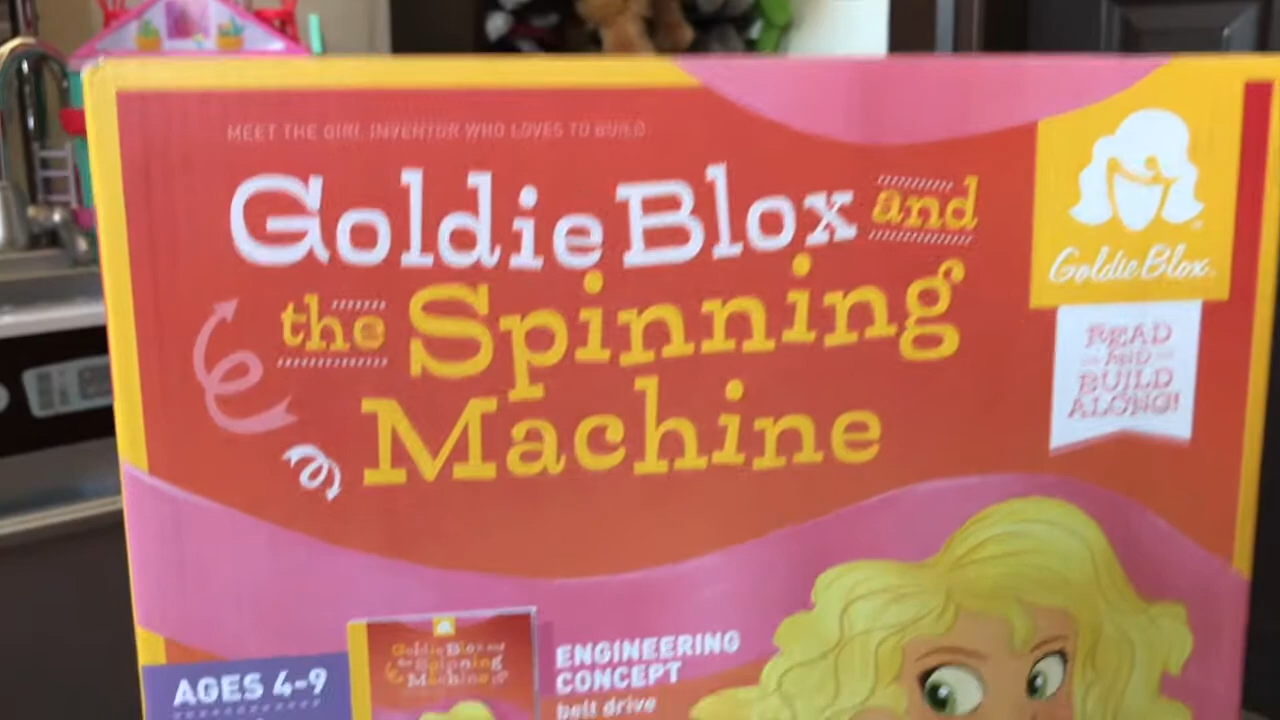 MEET THE GIRL INVENTOR WHO LOVES TO BUILD
GoldieBlox and
the Spinning
Machine
GoldieBlox
READ
AND
BUILD
ALONG!
GoldieBlox and
the Spinning
Machine
ENGINEERING
CONCEPT
belt drive
AGES 4-9